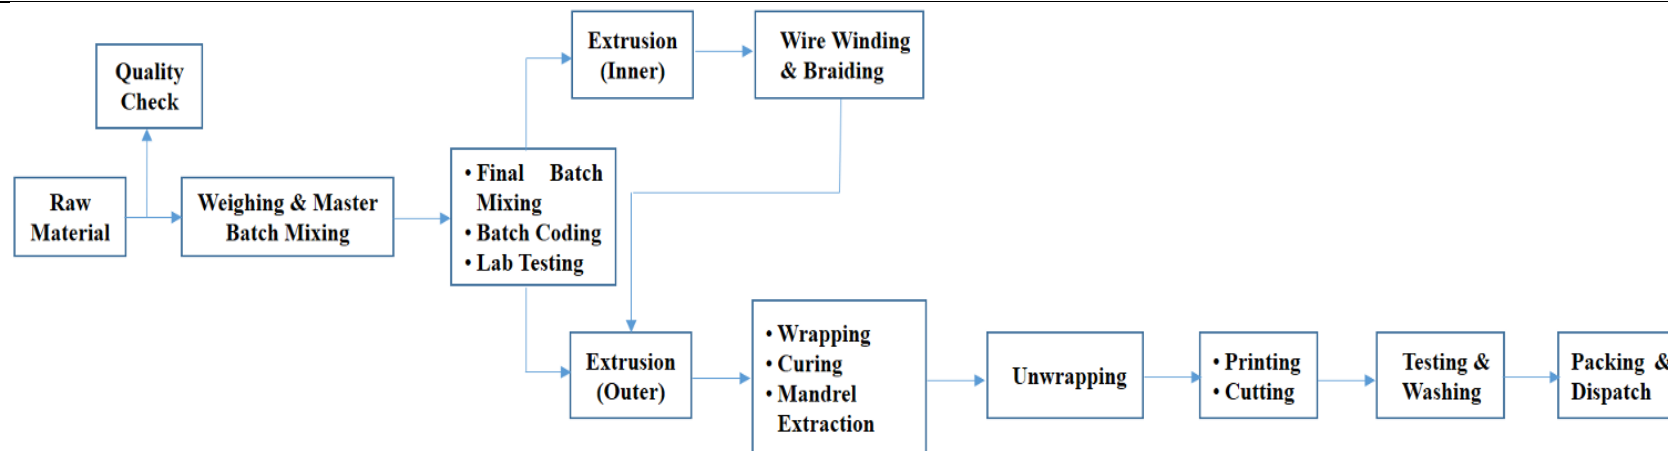 Quality
Check
Raw
Material
Weighing & Master
Batch Mixing
• Final Batch
Mixing
• Batch Coding
• Lab Testing
Extrusion
(Inner)
Wire Winding
& Braiding
Extrusion
(Outer)
• Wrapping
• Curing
• Mandrel
Extraction
Unwrapping
• Printing
• Cutting
Testing &
Washing
Packing &
Dispatch